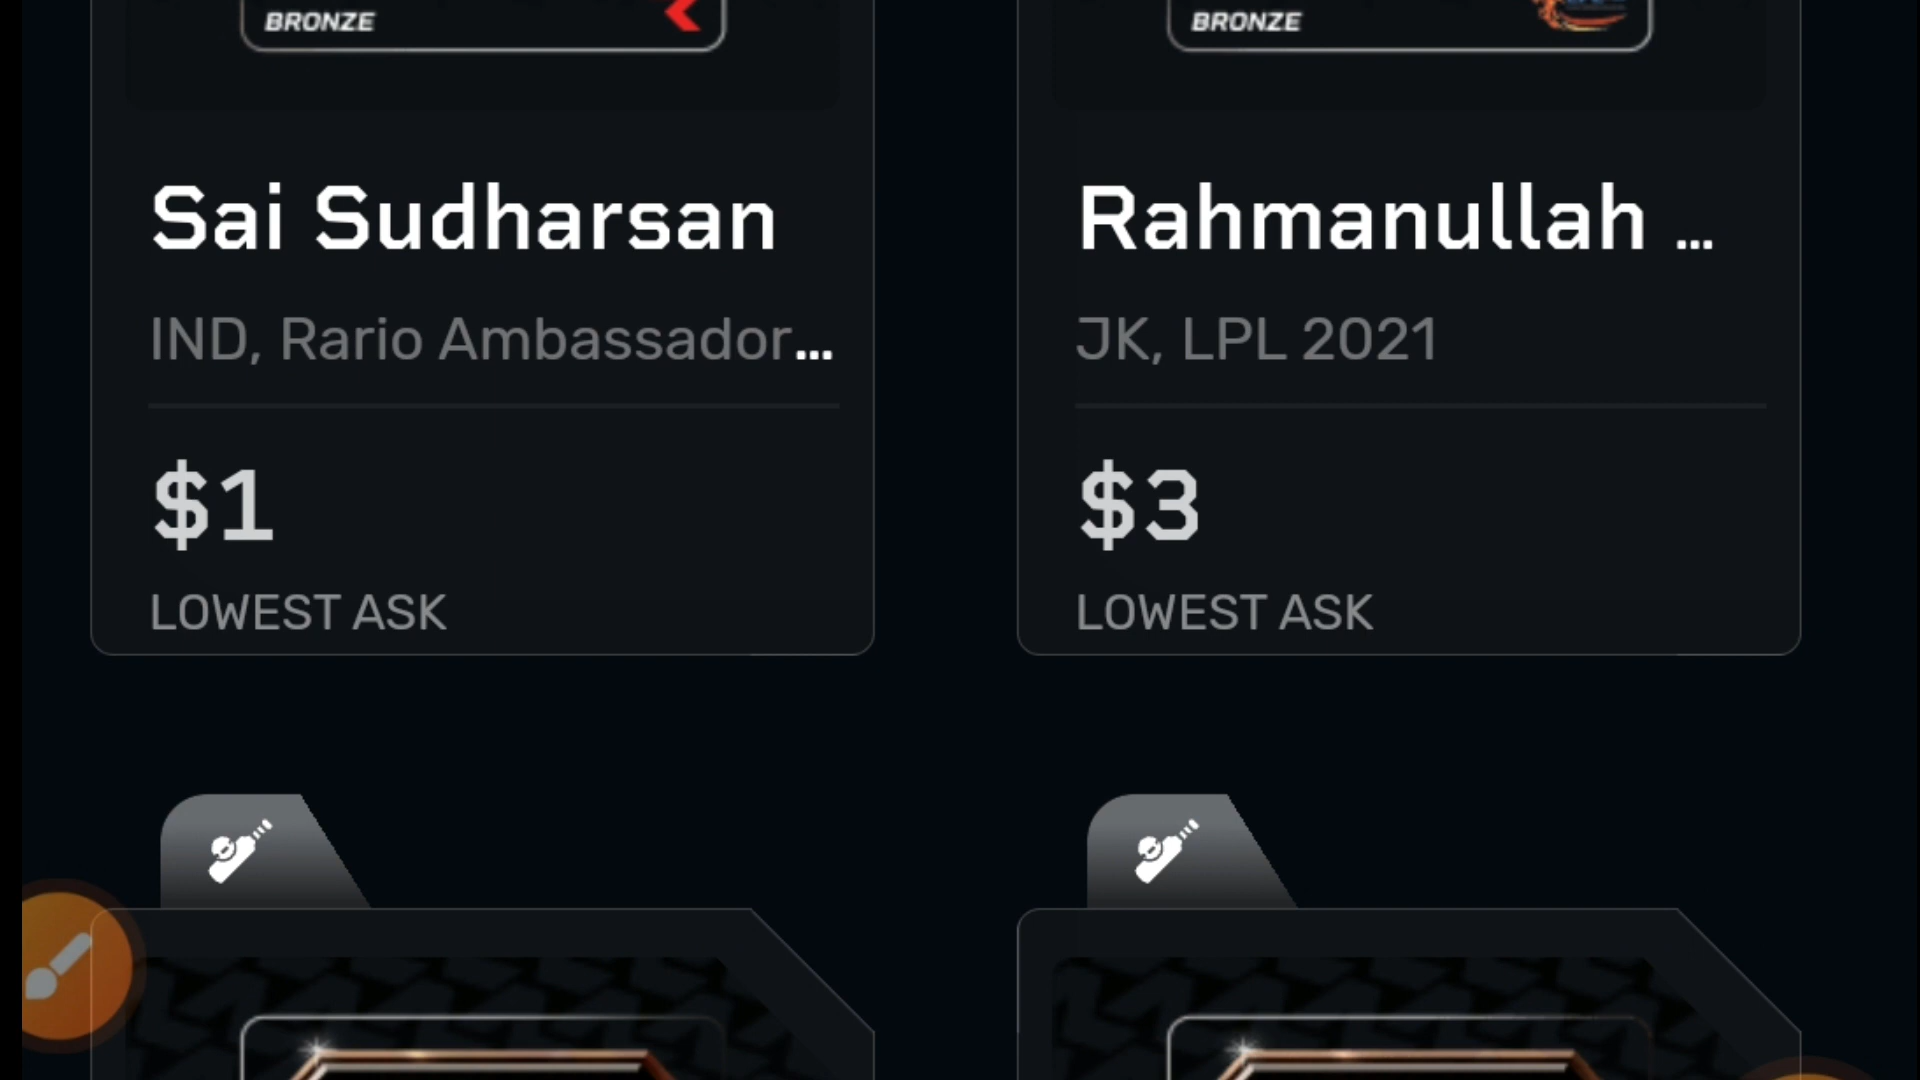 BRONZE
BRONZE
Sai Sudharsan
Rahmanullah ...
IND, Rario Ambassador...
JK, LPL 2021
$1
$3
LOWEST ASK
LOWEST ASK